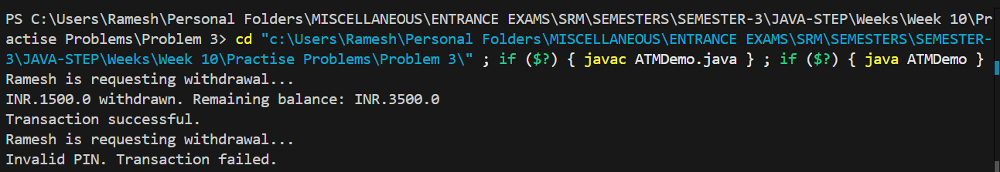 PS C:\Users\Ramesh\Personal Folders\MISCELLANEOUS\ENTRANCE EXAMS\SRM\SEMESTERS\SEMESTER-3\JAVA-STEP\Weeks\Week 10\Pr
actise Problems\Problem 3> cd "c:\Users\Ramesh\Personal Folders\MISCELLANEOUS\ENTRANCE EXAMS\SRM\SEMESTERS\SEMESTER-
3\JAVA-STEP\Weeks\Week 10\Practise Problems\Problem 3\" ; if ($?) { javac ATMDemo.java } ; if ($?) { java ATMDemo }
Ramesh is requesting withdrawal...
INR.1500.0 withdrawn. Remaining balance: INR.3500.0
Transaction successful.
Ramesh is requesting withdrawal...
Invalid PIN. Transaction failed.